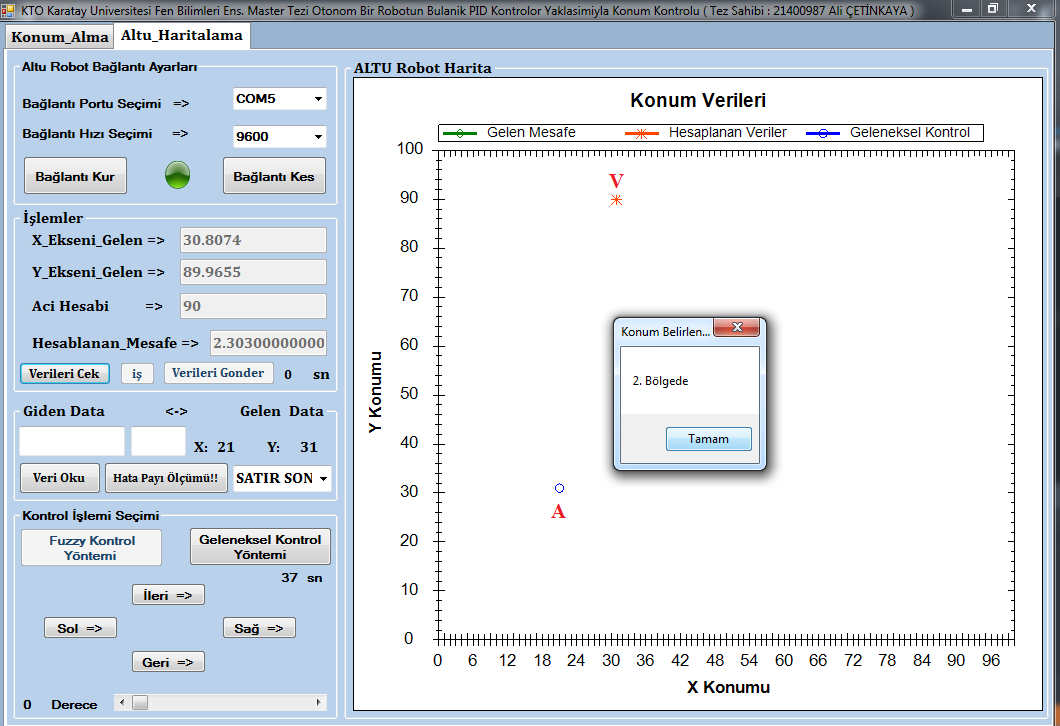 KTO Karatay Universitesi Fen Bilimleri Ens. Master Tezi Otonom Bir Robotun Bulanik PID Kontrolor Yaklasimiyla Konum Kontrolu ( Tez Sahibi : 21400987 Ali ÇETİNKAYA )
Konum_Alma
Altu_Haritalama
Altu Robot Bağlantı Ayarları
Bağlantı Portu Seçimi =>
COM5
Bağlantı Hızı Seçimi =>
9600
Bağlantı Kur
Bağlantı Kes
İşlemler
X_Ekseni_Gelen =>
30.8074
Y_Ekseni_Gelen =>
89.9655
Aci Hesabi =>
90
Hesablanan_Mesafe =>
2.30300000000
Verileri Cek
iş
Verileri Gonder
0 sn
Giden Data <-> Gelen Data
X: 21 Y: 31
Veri Oku
Hata Payı Ölçümü!!
SATIR SON
Kontrol İşlemi Seçimi
Fuzzy Kontrol
Yöntemi
Geleneksel Kontrol
Yöntemi
37 sn
İleri =>
Sol =>
Sağ =>
Geri =>
0 Derece
ALTU Robot Harita
Konum Verileri
Gelen Mesafe
Hesaplanan Veriler
Geleneksel Kontrol
100
90
80
70
60
50
40
30
20
10
0
Y Konumu
V
A
Konum Belirlen...
2. Bölgede
Tamam
0 6 12 18 24 30 36 42 48 54 60 66 72 78 84 90 96
X Konumu